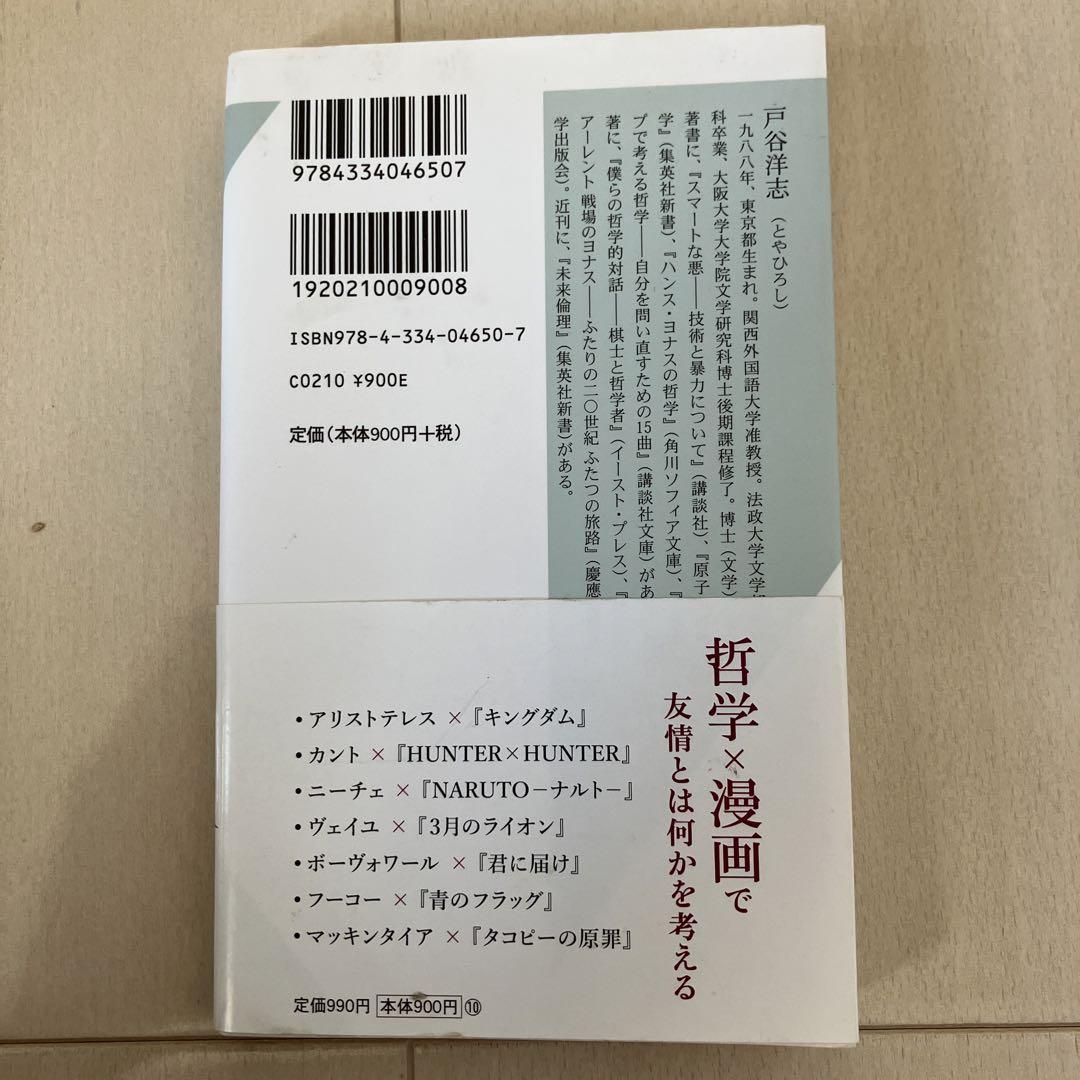 戸谷洋志（とやひろし）
一九八八年、東京都生まれ。関西外国語大学准教授。法政大学文学部
科卒業、大阪大学大学院文学研究科博士後期課程修了。博士（文学）
著書に、『スマートな悪――技術と暴力について』（講談社）、『原子
学』（集英社新書）、『ハンス・ヨナスの哲学』（角川ソフィア文庫）、『
プで考える哲学――自分を問い直すための15曲』（講談社文庫）があ
著に、『僕らの哲学的対話――棋士と哲学者』（イースト・プレス）、『
アーレント 戦場のヨナス――ふたりの二〇世紀 ふたつの旅路』（慶應
学出版会）。近刊に、『未来倫理』（集英社新書）がある。
9784334046507
1920210009008
ISBN978-4-334-04650-7
C0210 ¥900E
定価（本体900円+税）
哲学×漫画で
友情とは何かを考える
・アリストテレス×『キングダム』
・カント×『HUNTER×HUNTER』
・ニーチェ×『NARUTO－ナルト－』
・ヴェイユ×『3月のライオン』
・ボーヴォワール×『君に届け』
・フーコー×『青のフラッグ』
・マッキンタイア×『タコピーの原罪』
定価990円 本体900円 ⑩